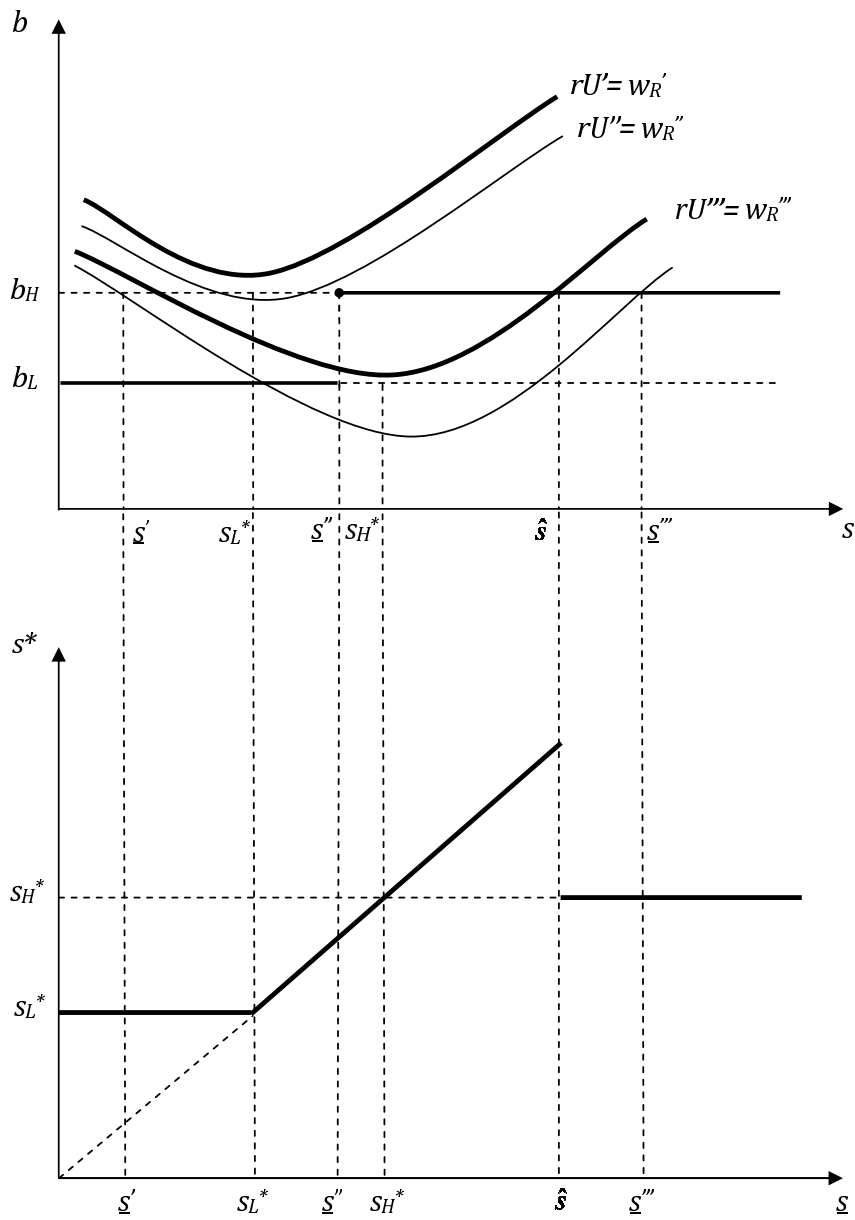 b
rU'= wR'
rU''= wR''
rU'''= wR'''
bH
bL
s' sL* s'' sH* ŝ s''' s
s*
sH*
sL*
s' sL* s'' sH* ŝ s''' s